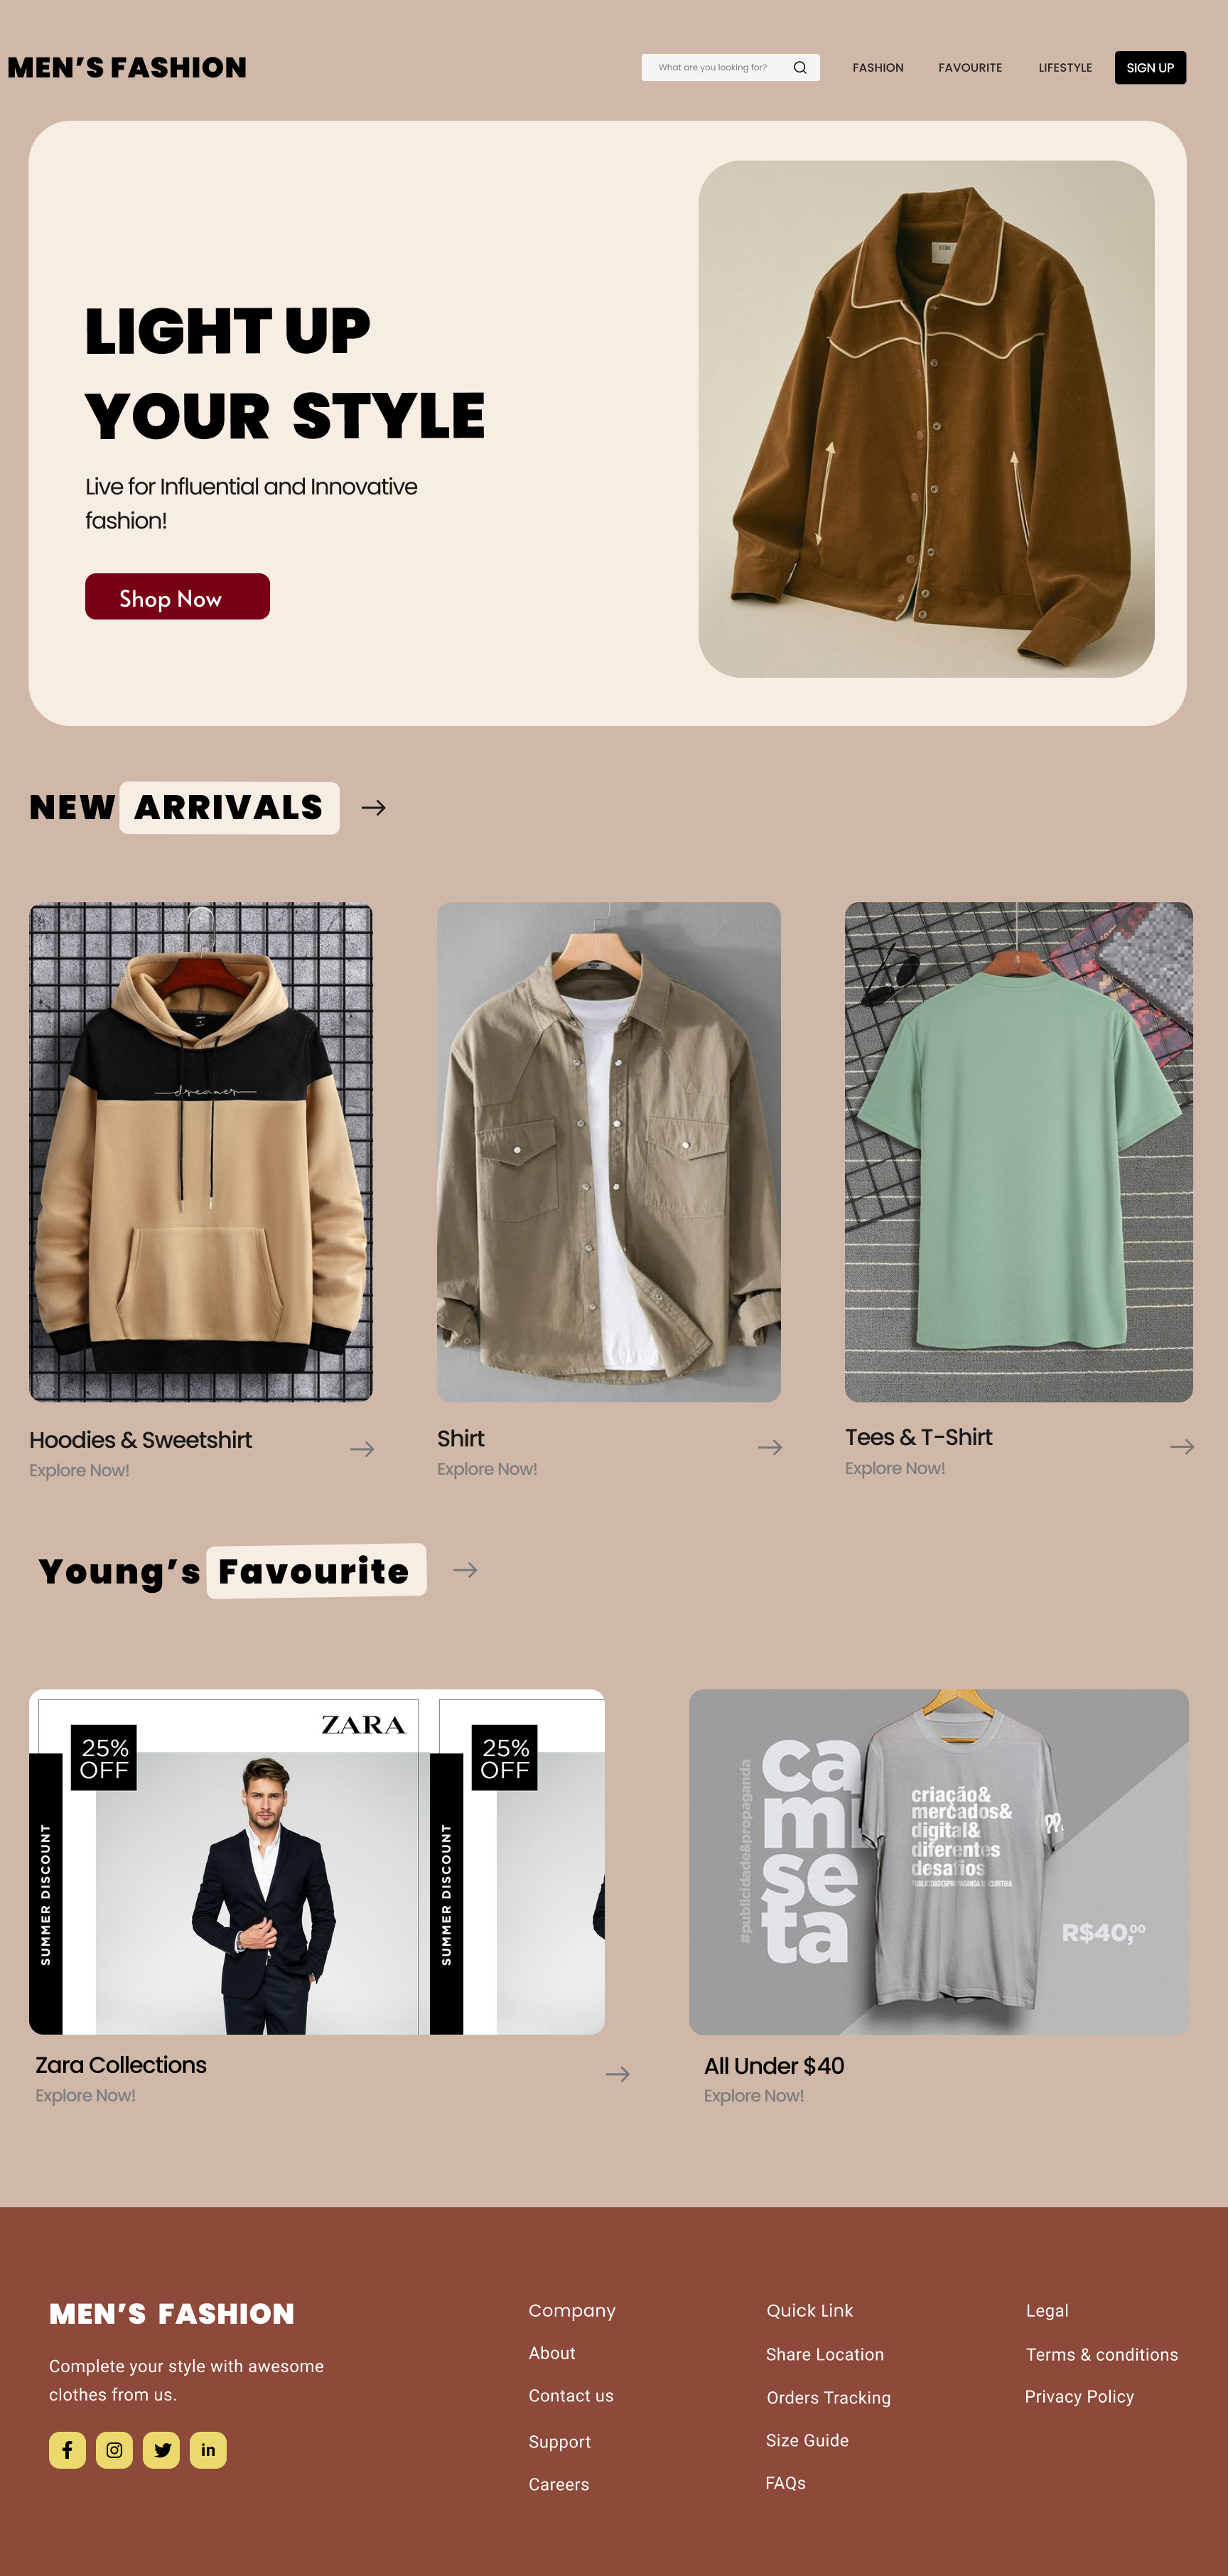 MEN’S FASHION
What are you looking for?
FASHION
FAVOURITE
LIFESTYLE
SIGN UP
LIGHT UP
YOUR STYLE
Live for Influential and Innovative
fashion!
Shop Now
NEW ARRIVALS
dreamer
Hoodies & Sweetshirt
Explore Now!
Shirt
Explore Now!
Tees & T-Shirt
Explore Now!
Young’s Favourite
ZARA
25%
OFF
SUMMER DISCOUNT
25%
OFF
SUMMER DISCOUNT
#publicidade&propaganda
ca
mi
se
ta
criação&
mercados&
digital&
diferentes
desafios
R$40,00
Zara Collections
Explore Now!
All Under $40
Explore Now!
MEN’S FASHION
Complete your style with awesome
clothes from us.
in
Company
About
Contact us
Support
Careers
Quick Link
Share Location
Orders Tracking
Size Guide
FAQs
Legal
Terms & conditions
Privacy Policy